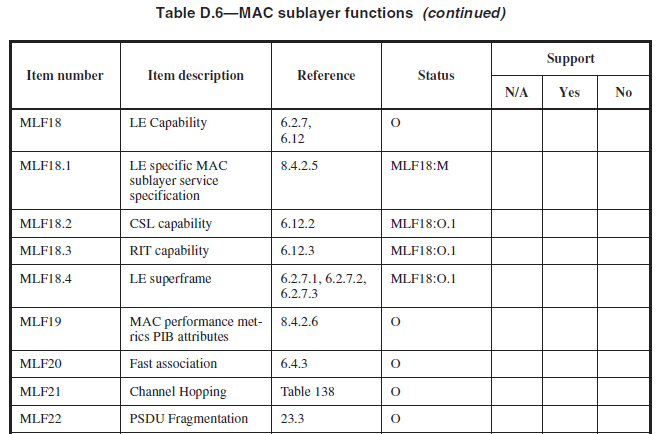 Table D.6—MAC sublayer functions (continued)
Item number Item description Reference Status Support
N/A Yes No
MLF18 LE Capability 6.2.7, O
6.12
MLF18.1 LE specific MAC 8.4.2.5 MLF18:M
sublayer service
specification
MLF18.2 CSL capability 6.12.2 MLF18:O.1
MLF18.3 RIT capability 6.12.3 MLF18:O.1
MLF18.4 LE superframe 6.2.7.1, 6.2.7.2, MLF18:O.1
6.2.7.3
MLF19 MAC performance met- 8.4.2.6 O
rics PIB attributes
MLF20 Fast association 6.4.3 O
MLF21 Channel Hopping Table 138 O
MLF22 PSDU Fragmentation 23.3 O